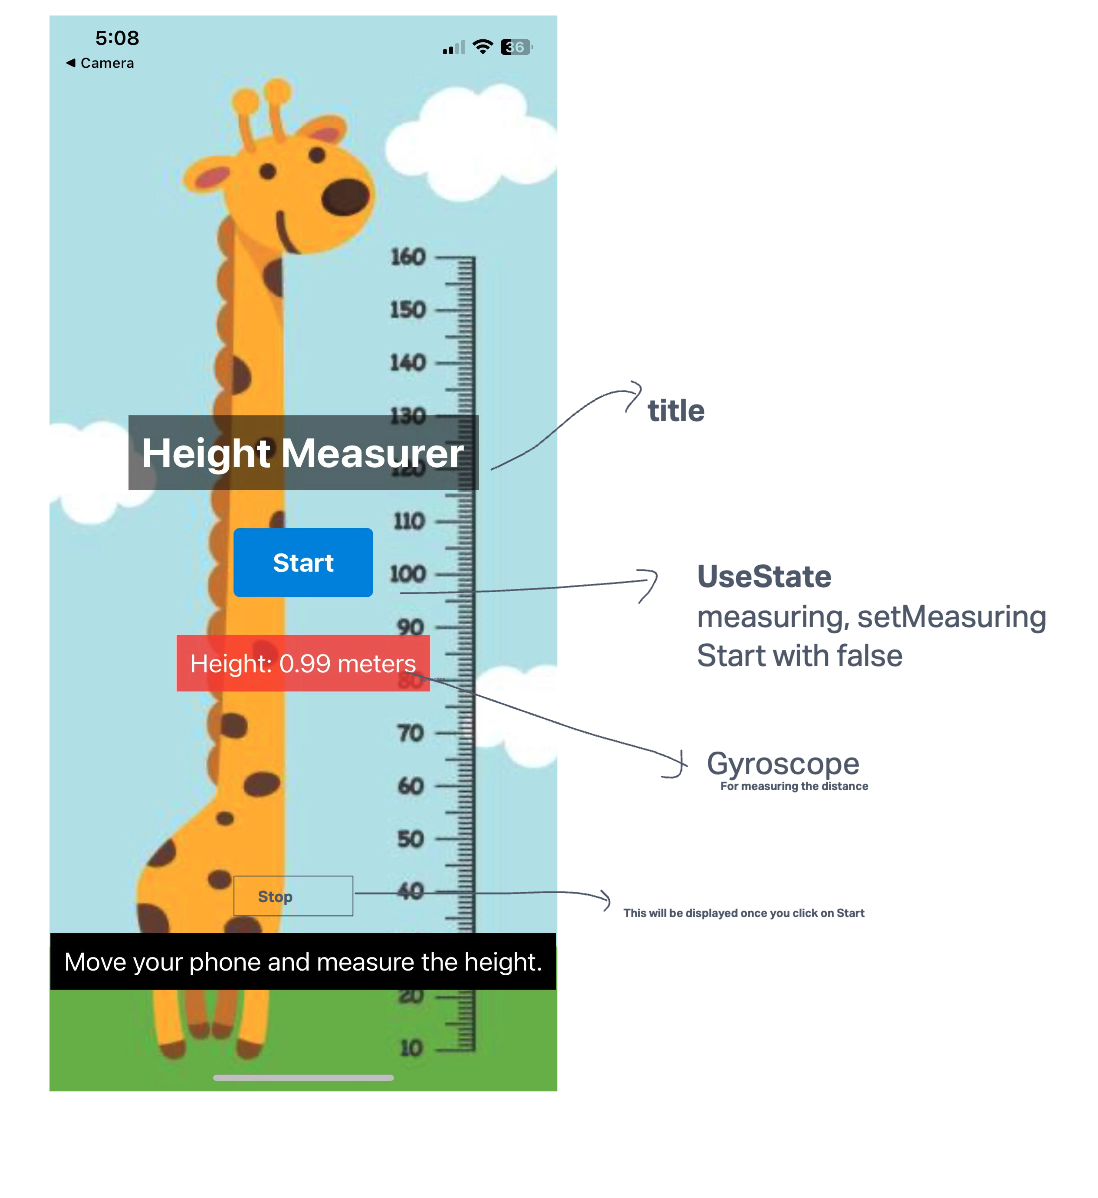 5:08
36
◀ Camera
160
150
140
130
title
Height Measurer
120
110
Start
100
UseState
measuring, setMeasuring
Start with false
90
Height: 0.99 meters
80
70
Gyroscope
For measuring the distance
60
50
40
Stop
This will be displayed once you click on Start
Move your phone and measure the height.
20
10